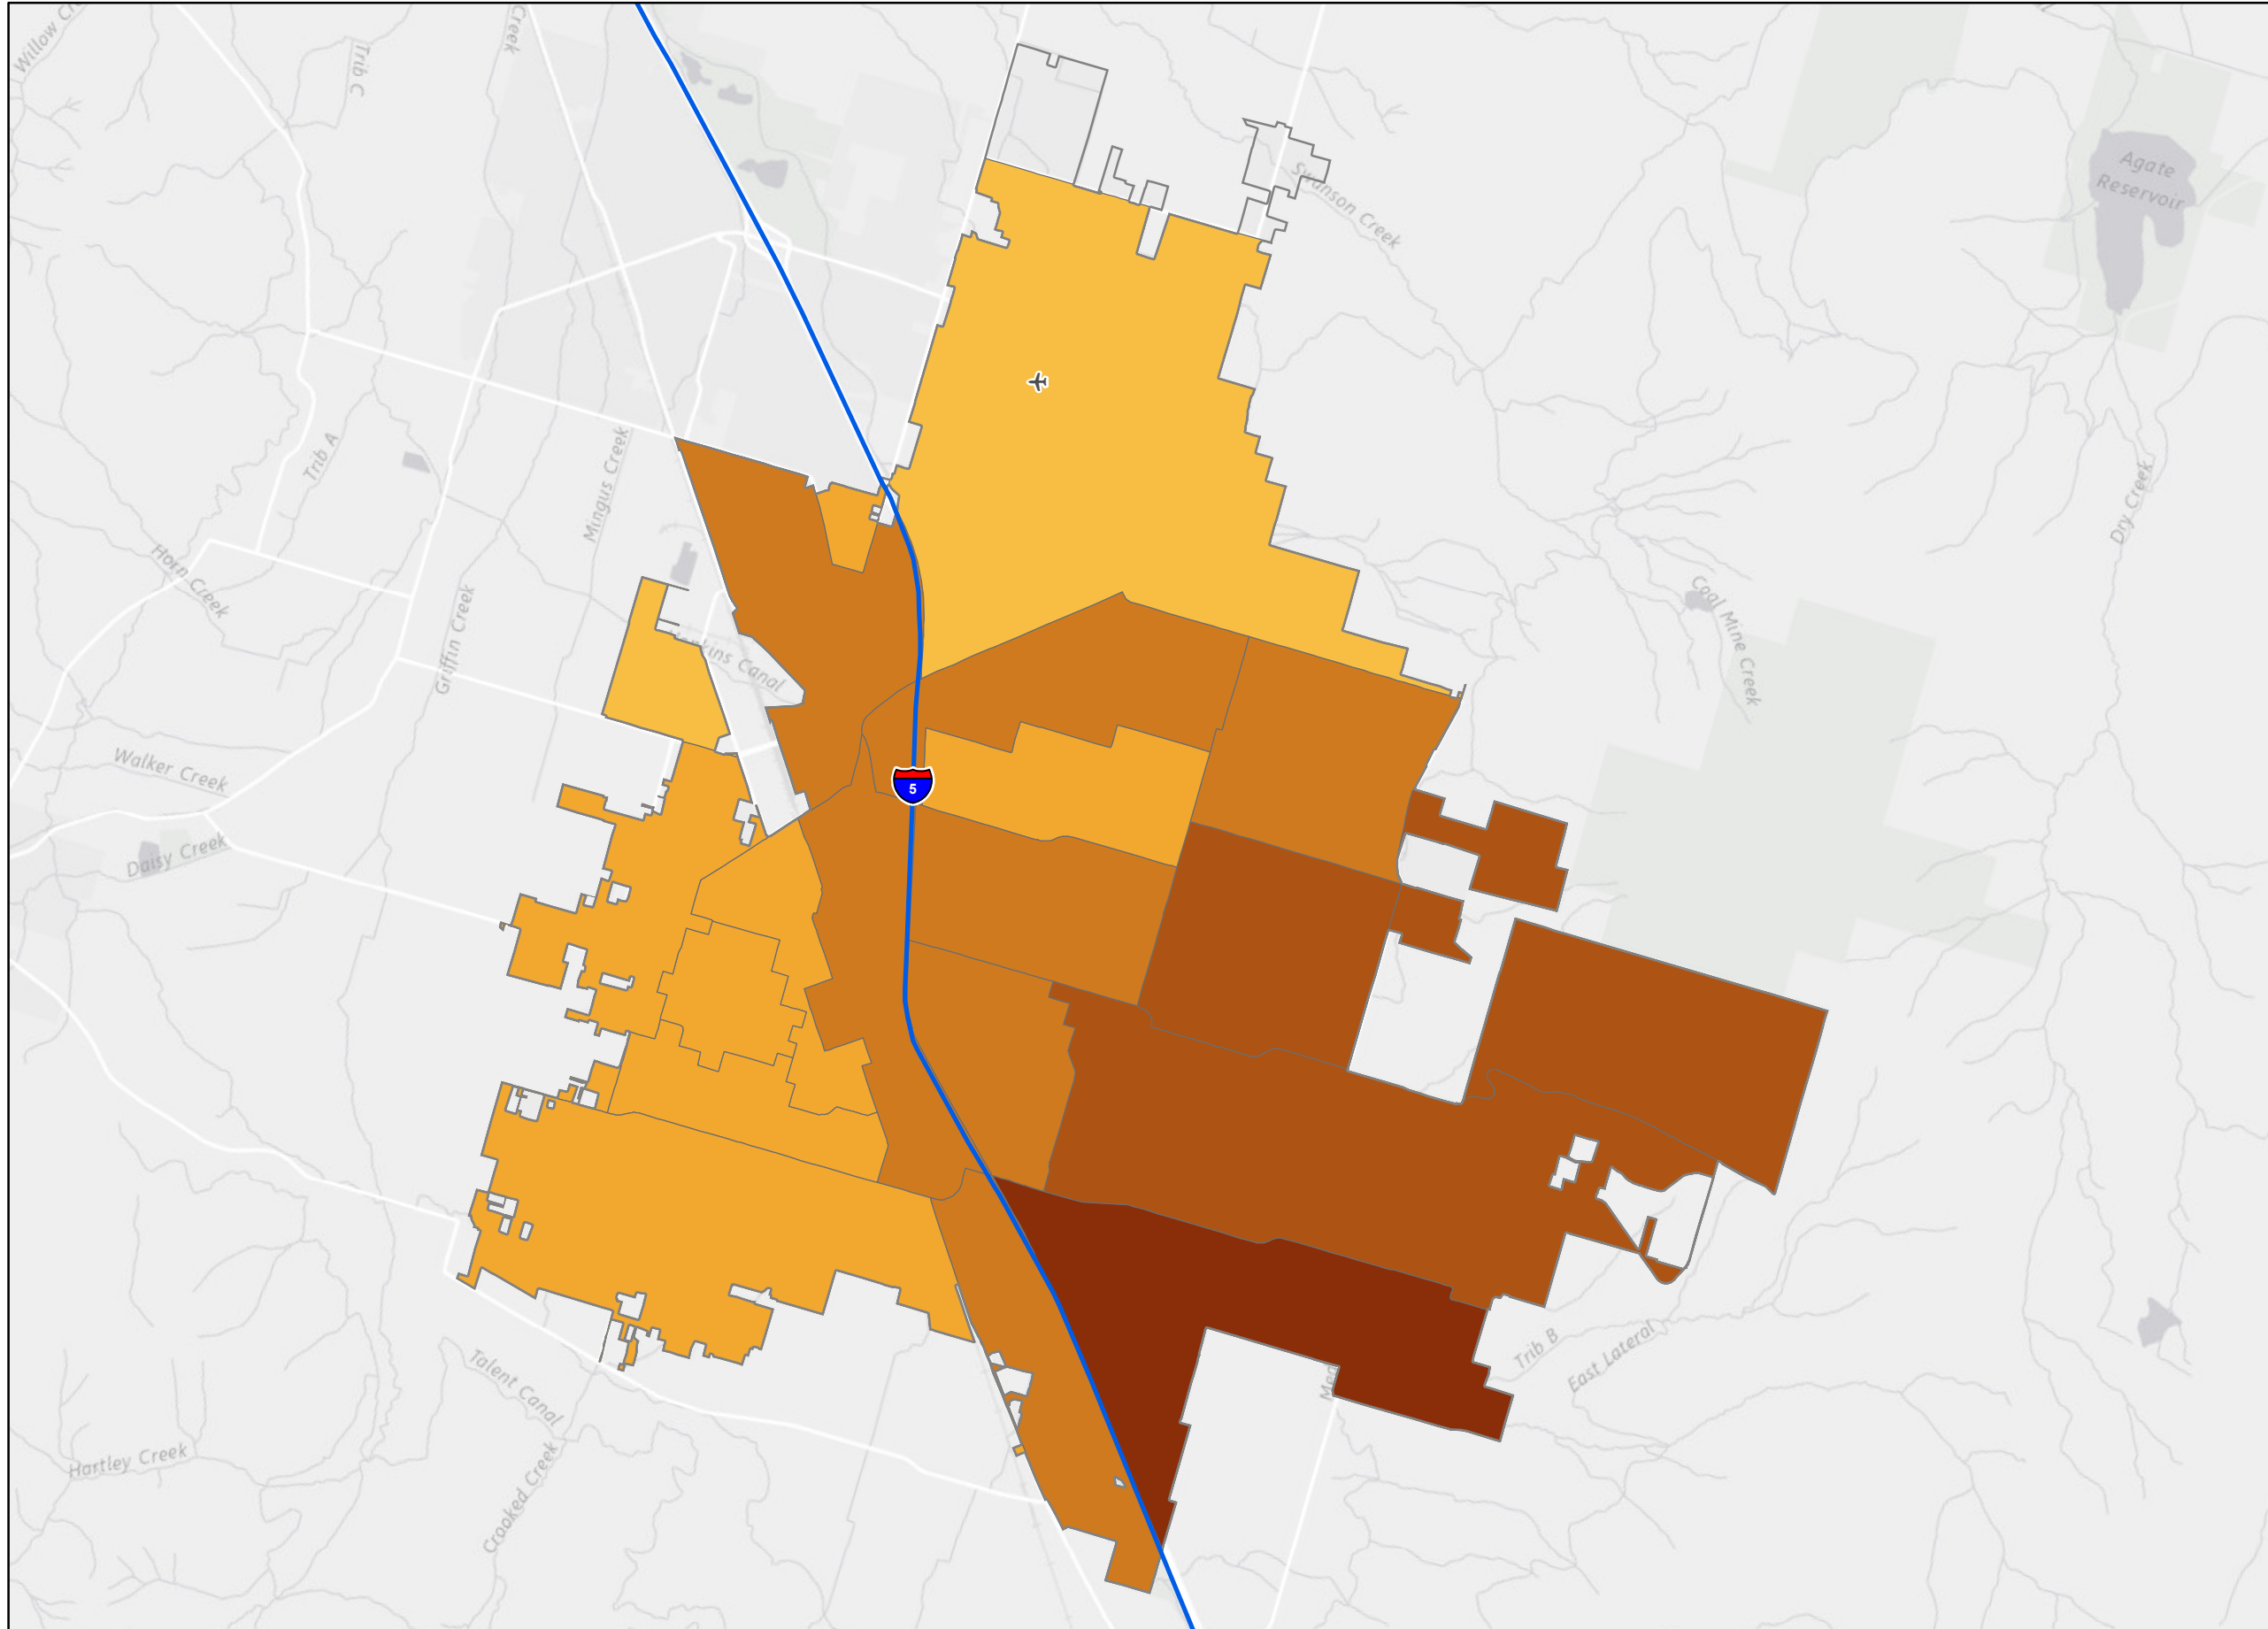 Willow Cr
Trib C
Creek
Agate
Reservoir
Swanson Creek
Trib A
Mingus Creek
Dry Creek
Horn Creek
Griffin Creek
Coal Mine Creek
Canal
Walker Creek
5
Daisy Creek
Trib B
East Lateral
Talent Canal
Hartley Creek
Crooked Creek